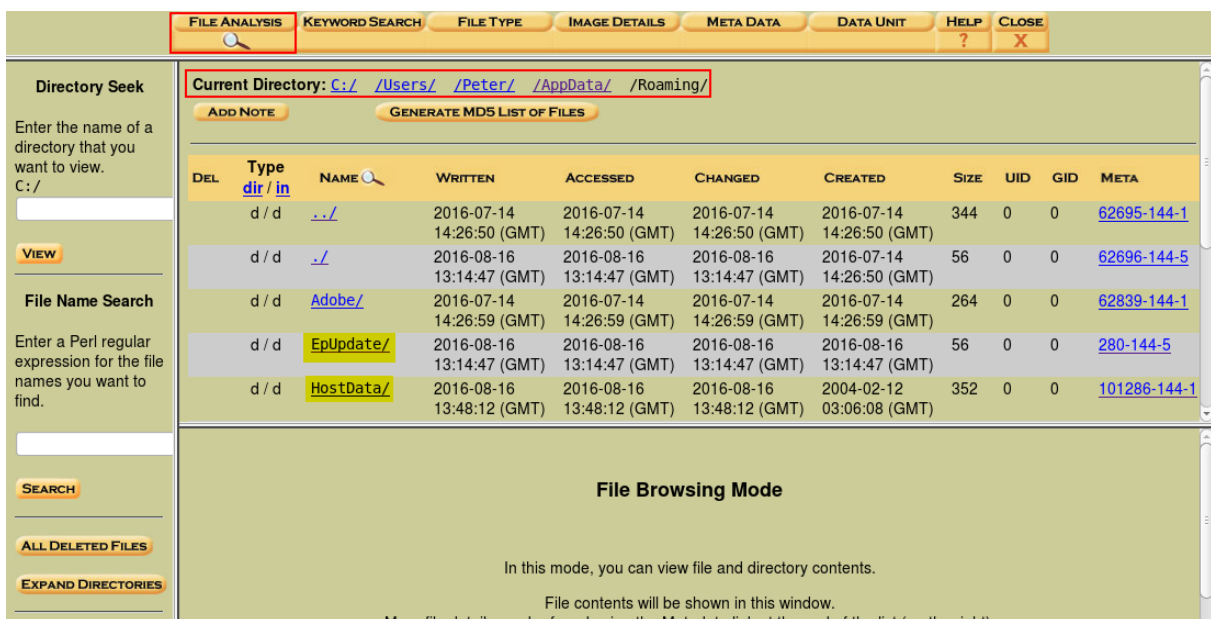 FILE ANALYSIS KEYWORD SEARCH FILE TYPE IMAGE DETAILS META DATA DATA UNIT HELP CLOSE
? X
Directory Seek
Enter the name of a
directory that you
want to view.
C:/
VIEW
File Name Search
Enter a Perl regular
expression for the file
names you want to
find.
SEARCH
ALL DELETED FILES
EXPAND DIRECTORIES
Current Directory: C:/ /Users/ /Peter/ /AppData/ /Roaming/
ADD NOTE GENERATE MD5 LIST OF FILES
DEL Type dir / in NAME WRITTEN ACCESSED CHANGED CREATED SIZE UID GID META
d / d ../ 2016-07-14 2016-07-14 2016-07-14 2016-07-14 344 0 0 62695-144-1
14:26:50 (GMT) 14:26:50 (GMT) 14:26:50 (GMT) 14:26:50 (GMT)
d / d ./ 2016-08-16 2016-08-16 2016-08-16 2016-07-14 56 0 0 62696-144-5
13:14:47 (GMT) 13:14:47 (GMT) 13:14:47 (GMT) 14:26:50 (GMT)
d / d Adobe/ 2016-07-14 2016-07-14 2016-07-14 2016-07-14 264 0 0 62839-144-1
14:26:59 (GMT) 14:26:59 (GMT) 14:26:59 (GMT) 14:26:59 (GMT)
d / d EpUpdate/ 2016-08-16 2016-08-16 2016-08-16 2016-08-16 56 0 0 280-144-5
13:14:47 (GMT) 13:14:47 (GMT) 13:14:47 (GMT) 13:14:47 (GMT)
d / d HostData/ 2016-08-16 2016-08-16 2016-08-16 2004-02-12 352 0 0 101286-144-1
13:48:12 (GMT) 13:48:12 (GMT) 13:48:12 (GMT) 03:06:08 (GMT)
File Browsing Mode
In this mode, you can view file and directory contents.
File contents will be shown in this window.